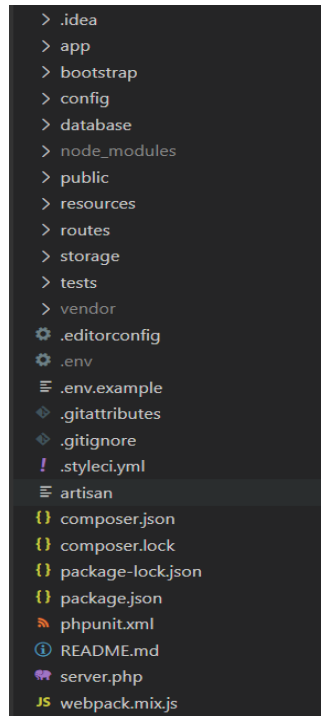 .idea
app
bootstrap
config
database
node_modules
public
resources
routes
storage
tests
vendor
.editorconfig
.env
.env.example
.gitattributes
.gitignore
.styleci.yml
artisan
composer.json
composer.lock
package-lock.json
package.json
phpunit.xml
README.md
server.php
JS webpack.mix.js